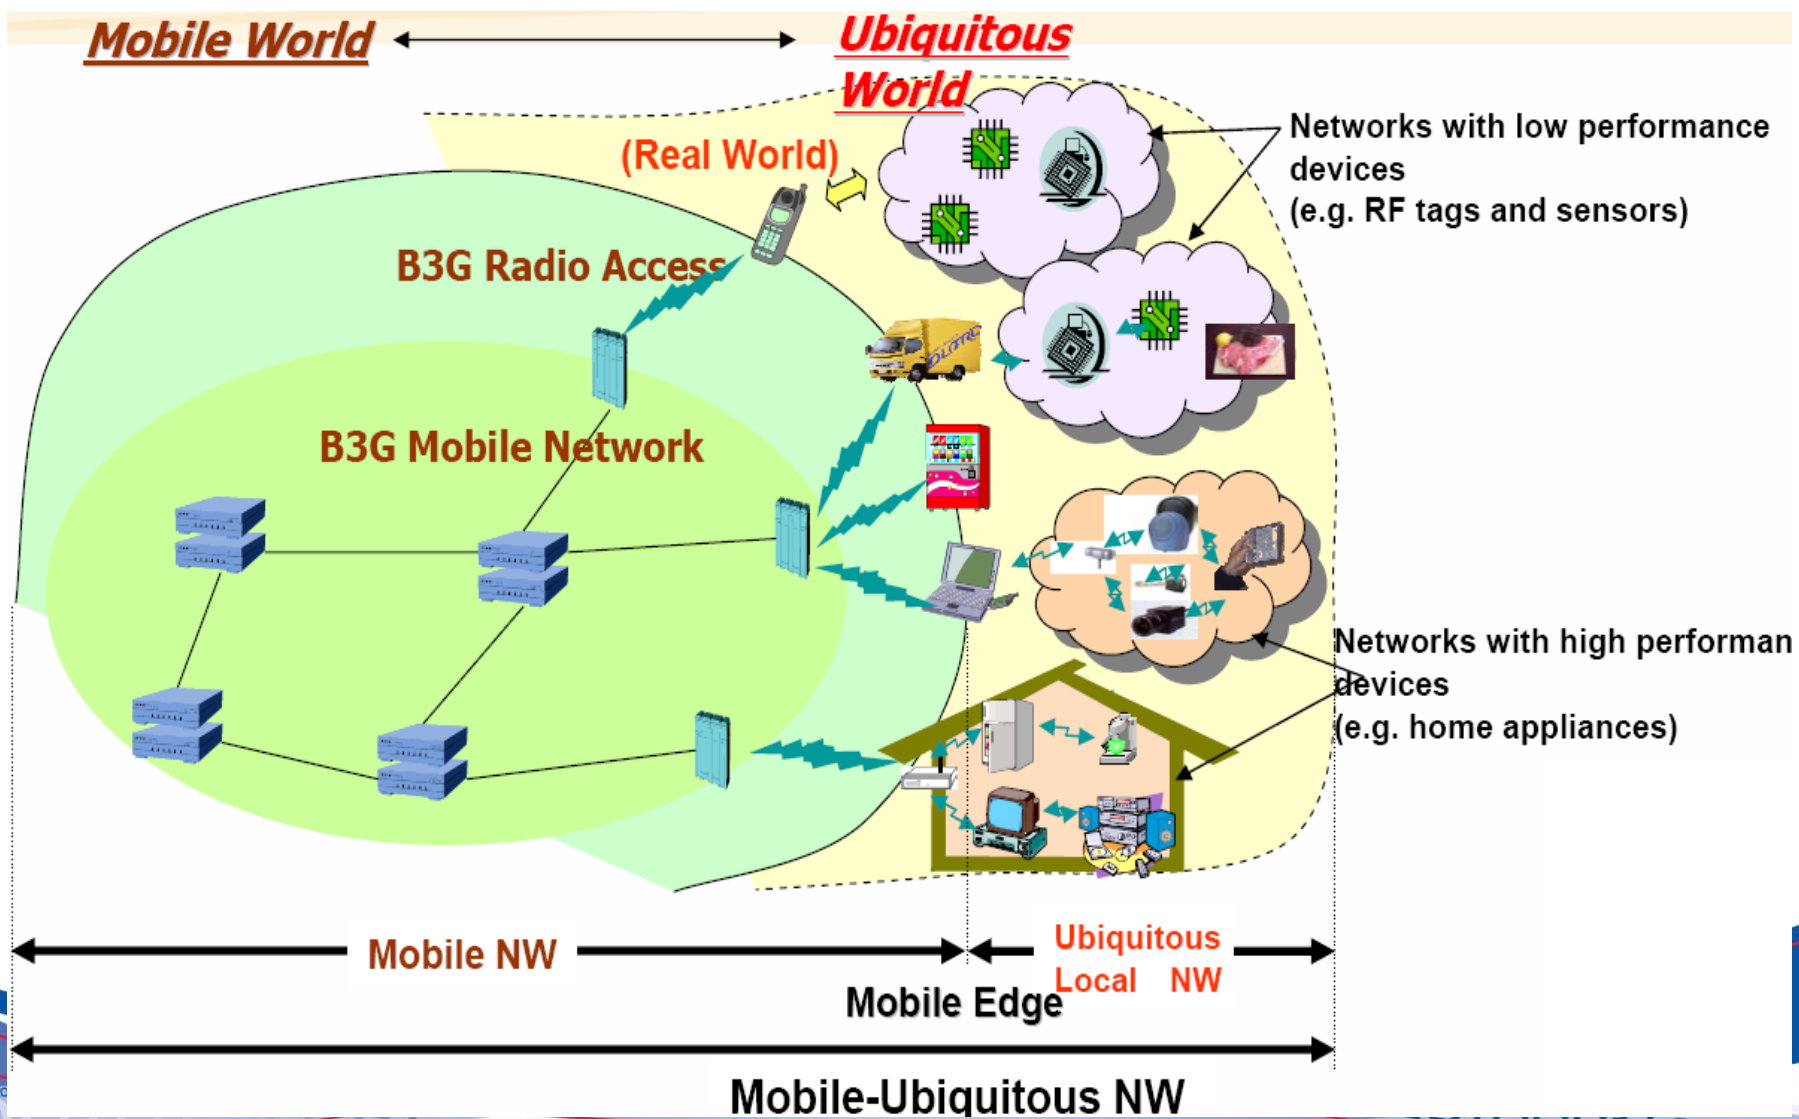 Mobile World
Ubiquitous
World
(Real World)
Networks with low performance
devices
(e.g. RF tags and sensors)
B3G Radio Access
B3G Mobile Network
Networks with high performan
devices
(e.g. home appliances)
Mobile NW
Ubiquitous
Local NW
Mobile Edge
Mobile-Ubiquitous NW